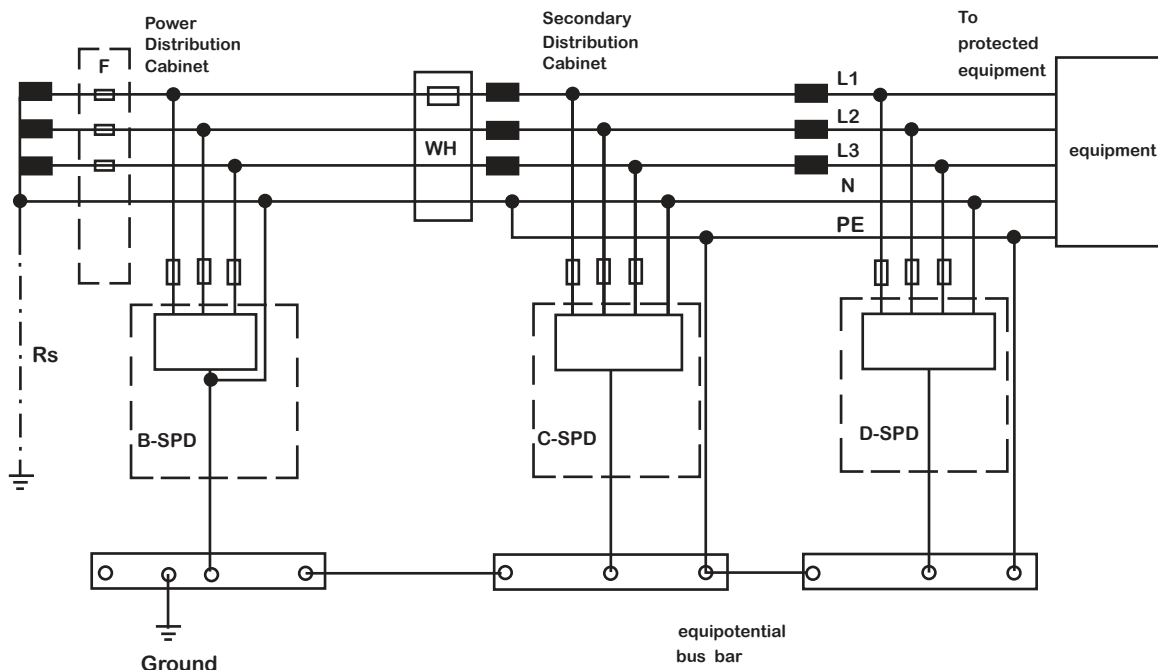 Power
Distribution
Cabinet
Secondary
Distribution
Cabinet
To
protected
equipment
F
L1
L2
L3
N
PE
WH
equipment
Rs
B-SPD
C-SPD
D-SPD
Ground
equipotential
bus bar